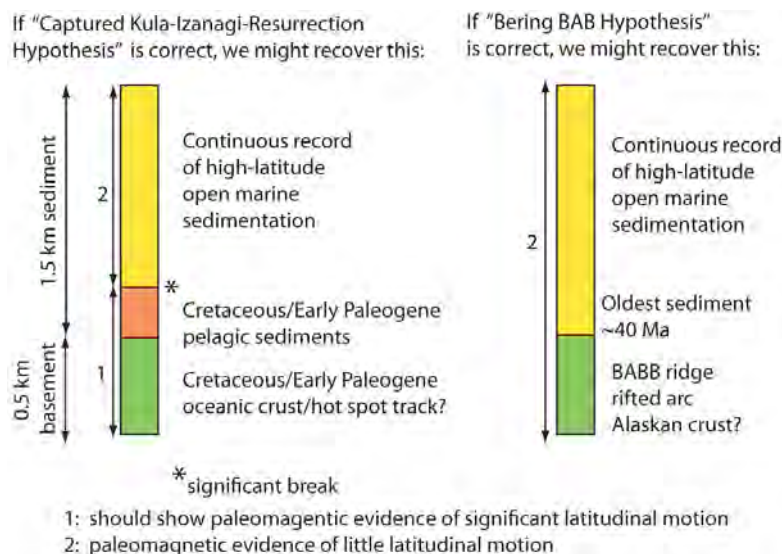 If "Captured Kula-Izanagi-Resurrection
Hypothesis" is correct, we might recover this:
1.5 km sediment
0.5 km
basement
2
1
Continuous record
of high-latitude
open marine
sedimentation
*
Cretaceous/Early Paleogene
pelagic sediments
Cretaceous/Early Paleogene
oceanic crust/hot spot track?
If "Bering BAB Hypothesis"
is correct, we might recover this:
2
Continuous record
of high-latitude
open marine
sedimentation
Oldest sediment
~40 Ma
BABB ridge
rifted arc
Alaskan crust?
*significant break
1: should show paleomagentic evidence of significant latitudinal motion
2: paleomagnetic evidence of little latitudinal motion